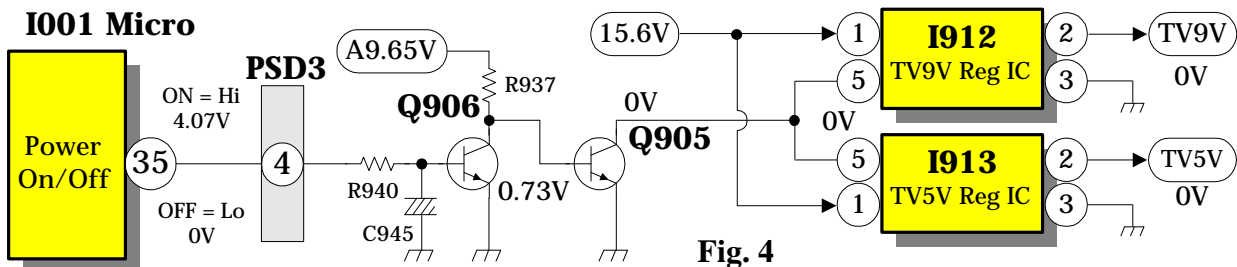 I001 Micro
Power
On/Off
35
ON = Hi
4.07V
OFF = Lo
0V
PSD3
4
R940
C945
A9.65V
R937
Q906
0.73V
0V
Q905
15.6V
0V
1
5
I912
TV9V Reg IC
2
3
TV9V
0V
5
1
I913
TV5V Reg IC
2
3
TV5V
0V
Fig. 4